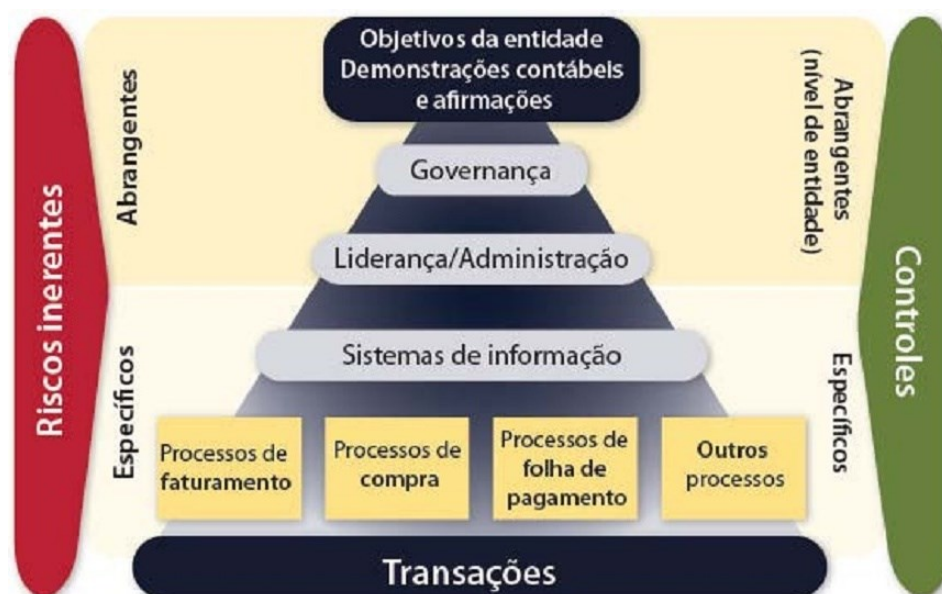 Objetivos da entidade
Demonstrações contábeis
e afirmações
Riscos inerentes
Abrangentes
Governança
Abrangentes
(nível de entidade)
Liderança/Administração
Controles
Sistemas de informação
Específicos
Específicos
Processos de
faturamento
Processos de
compra
Processos de
folha de
pagamento
Outros
processos
Transações